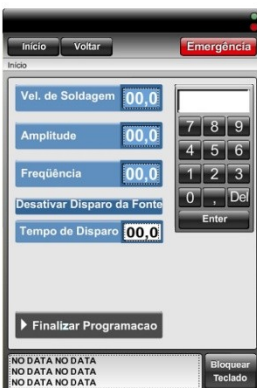 Início Voltar Emergência
Início
Vel. de Soldagem 00,0
Amplitude 00,0
Freqüência 00,0
Desativar Disparo da Fonte
Tempo de Disparo 00,0
7 8 9
4 5 6
1 2 3
0 , Del
Enter
Finalizar Programacao
NO DATA NO DATA
NO DATA NO DATA
NO DATA NO DATA
Bloquear
Teclado